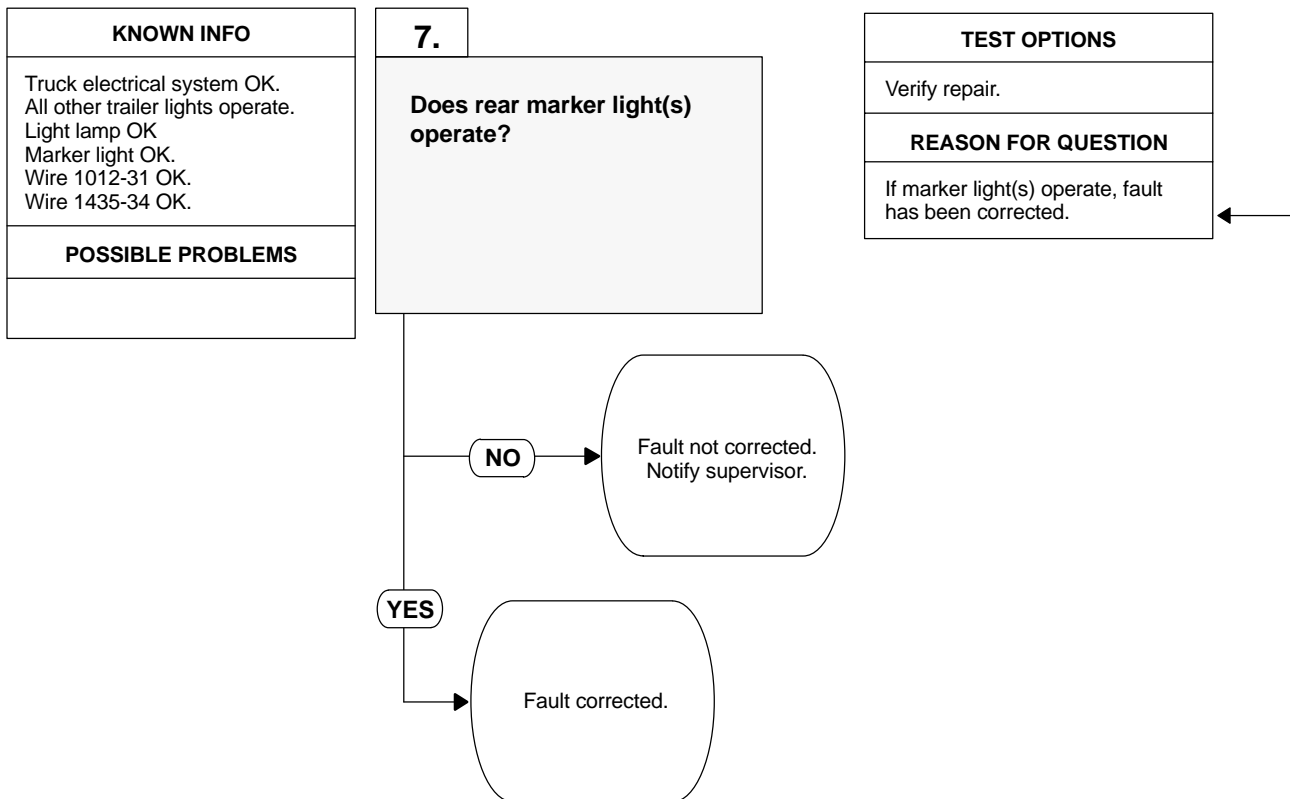 KNOWN INFO
Truck electrical system OK.
All other trailer lights operate.
Light lamp OK
Marker light OK.
Wire 1012-31 OK.
Wire 1435-34 OK.
POSSIBLE PROBLEMS
7.
Does rear marker light(s)
operate?
TEST OPTIONS
Verify repair.
REASON FOR QUESTION
If marker light(s) operate, fault
has been corrected.
NO
Fault not corrected.
Notify supervisor.
YES
Fault corrected.